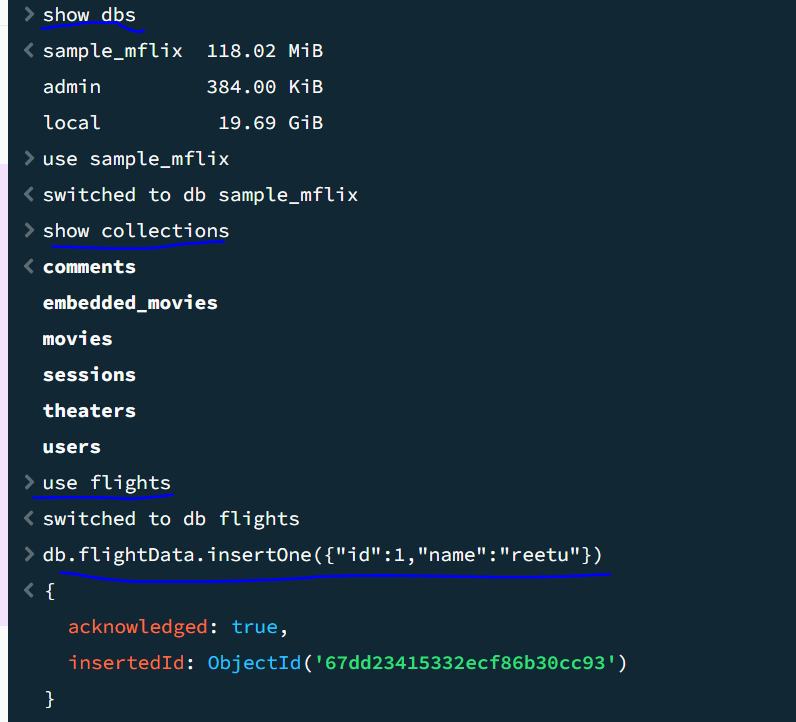 > show dbs
< sample_mflix  118.02 MiB
admin         384.00 KiB
local          19.69 GiB
> use sample_mflix
< switched to db sample_mflix
> show collections
< comments
embedded_movies
movies
sessions
theaters
users
> use flights
< switched to db flights
> db.flightData.insertOne({"id":1,"name":"reetu"})
< {
acknowledged: true,
insertedId: ObjectId('67dd23415332ecf86b30cc93')
}